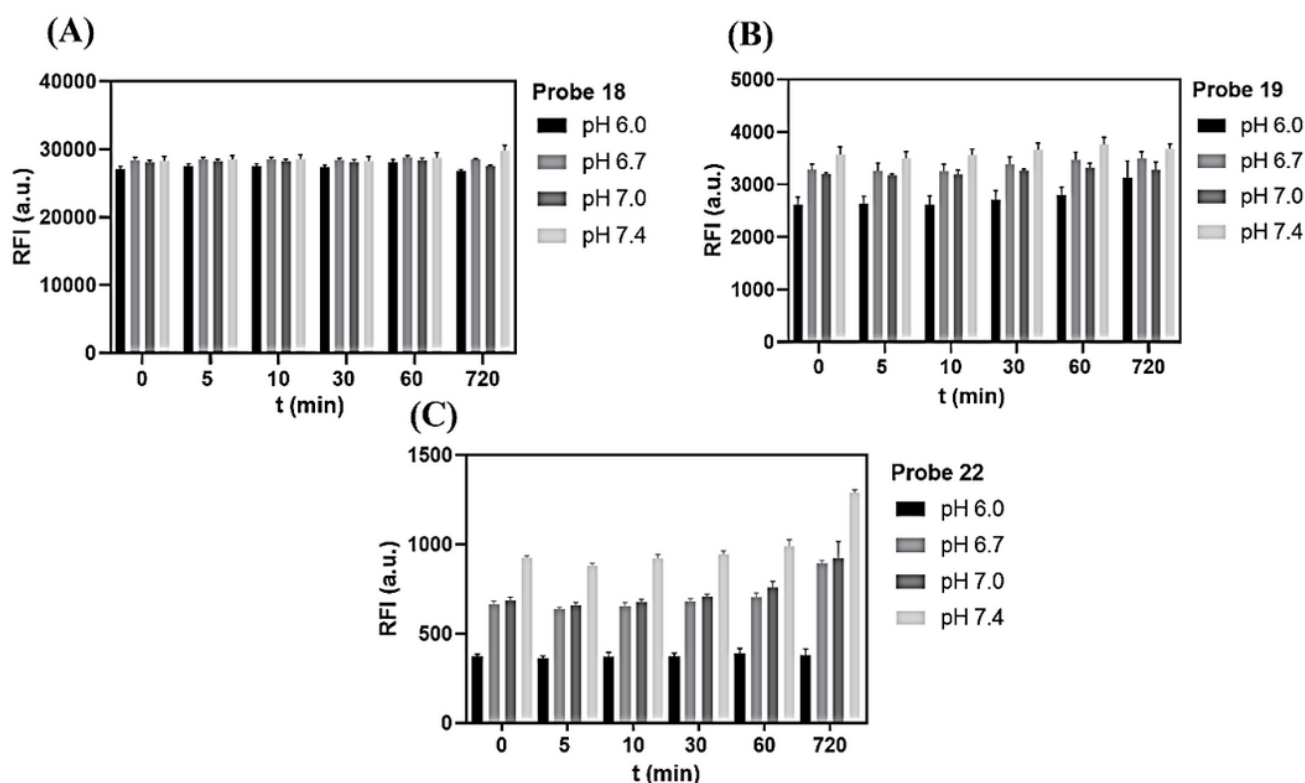 (A)
40000
30000
20000
10000
0
RFI (a.u.)
0 5 10 30 60 720
t (min)
Probe 18
pH 6.0
pH 6.7
pH 7.0
pH 7.4
(B)
5000
4000
3000
2000
1000
0
RFI (a.u.)
0 5 10 30 60 720
t (min)
Probe 19
pH 6.0
pH 6.7
pH 7.0
pH 7.4
(C)
1500
1000
500
0
RFI (a.u.)
0 5 10 30 60 720
t (min)
Probe 22
pH 6.0
pH 6.7
pH 7.0
pH 7.4